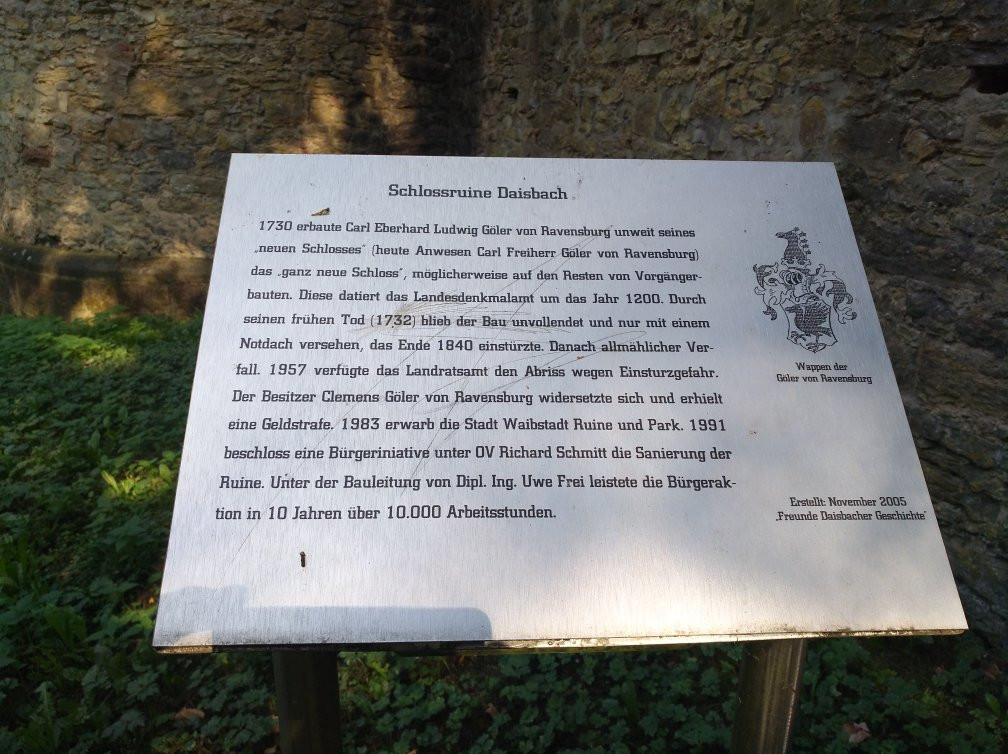 Schlossruine Daisbach
1730 erbaute Carl Eberhard Ludwig Göler von Ravensburg unweit seines
„neuen Schlosses“ (heute Anwesen Carl Freiherr Göler von Ravensburg)
das „ganz neue Schloss“, möglicherweise auf den Resten von Vorgänger-
bauten. Diese datiert das Landesdenkmalamt um das Jahr 1200. Durch
seinen frühen Tod (1732) blieb der Bau unvollendet und nur mit einem
Notdach versehen, das Ende 1840 einstürzte. Danach allmählicher Ver-
fall. 1957 verfügte das Landratsamt den Abriss wegen Einsturzgefahr.
Der Besitzer Clemens Göler von Ravensburg widersetzte sich und erhielt
eine Geldstrafe. 1983 erwarb die Stadt Waibstadt Ruine und Park. 1991
beschloss eine Bürgeriniative unter OV Richard Schmitt die Sanierung der
Ruine. Unter der Bauleitung von Dipl. Ing. Uwe Frei leistete die Bürgerak-
tion in 10 Jahren über 10.000 Arbeitsstunden.
Wappen der
Göler von Ravensburg
Erstellt: November 2005
„Freunde Daisbacher Geschichte“